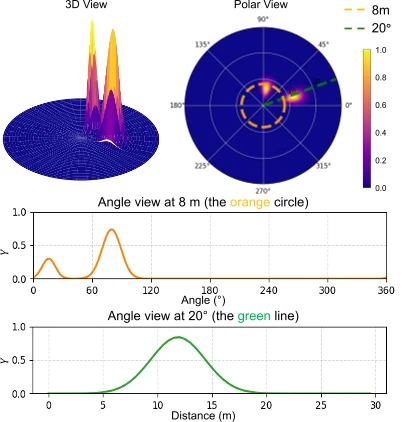 3D View
Polar View
8m
20°
90°
135°
45°
180°
0°
225°
315°
270°
1.0
0.8
0.6
0.4
0.2
0.0
Angle view at 8 m (the orange circle)
1.0
0.5
0.0
Y
0 60 120 180 240 300 360
Angle (°)
Angle view at 20° (the green line)
1.0
0.5
0.0
Y
0 5 10 15 20 25 30
Distance (m)